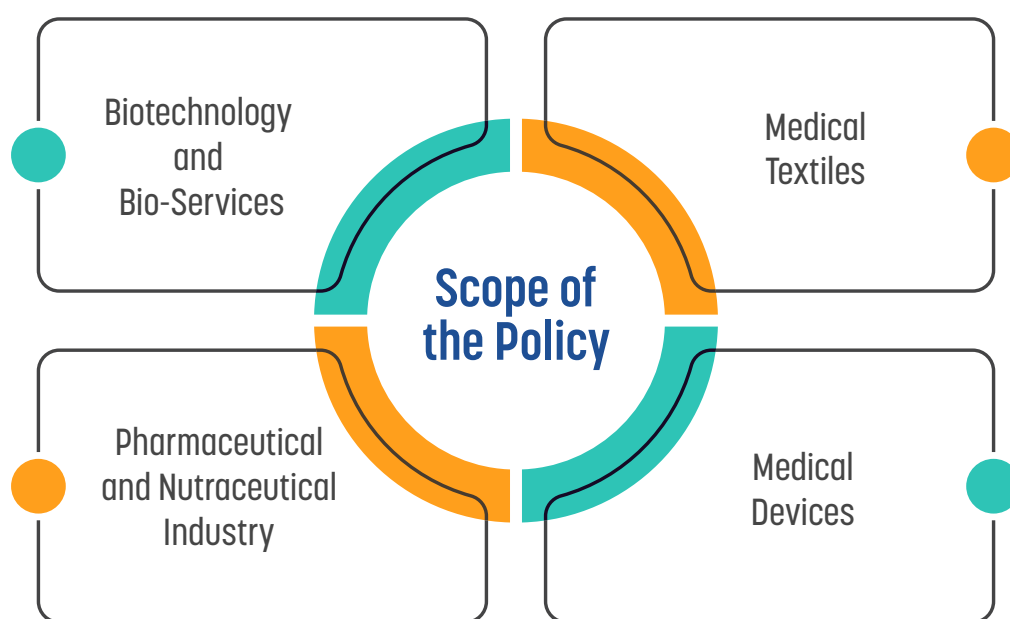 Biotechnology
and
Bio-Services
Medical
Textiles
Scope of
the Policy
Pharmaceutical
and Nutraceutical
Industry
Medical
Devices